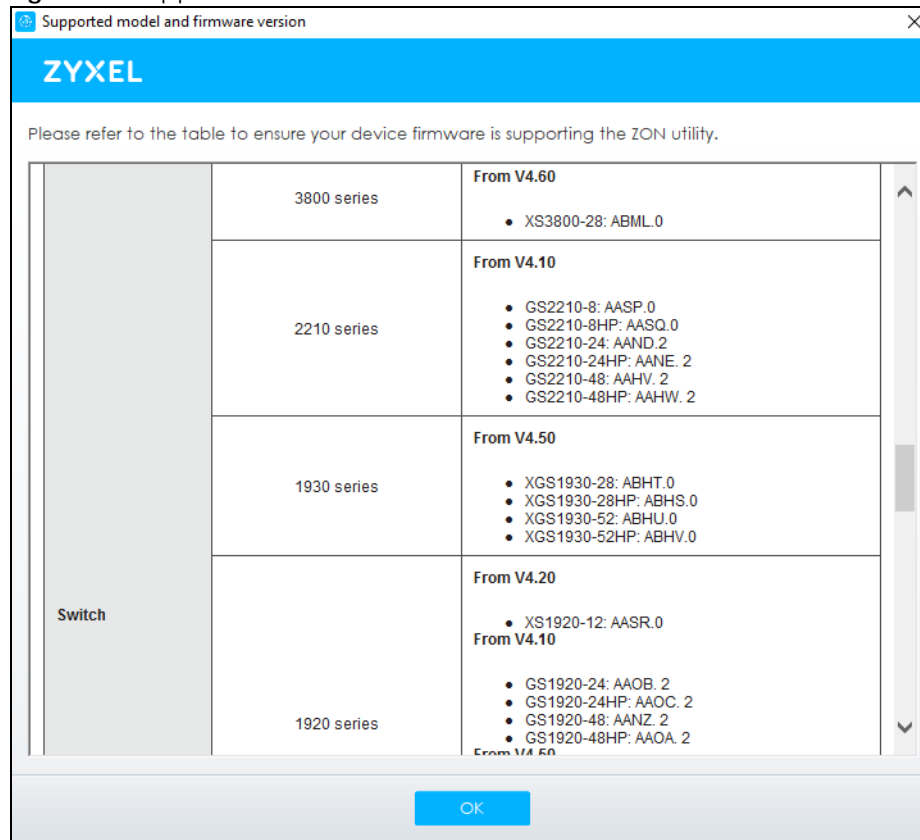 Supported model and firmware version
ZYXEL
Please refer to the table to ensure your device firmware is supporting the ZON utility.
Switch
3800 series
From V4.60
XS3800-28: ABML.0
2210 series
From V4.10
GS2210-8: AASP.0
GS2210-8HP: AASQ.0
GS2210-24: AAND.2
GS2210-24HP: AANE. 2
GS2210-48: AAHV. 2
GS2210-48HP: AAHW. 2
1930 series
From V4.50
XGS1930-28: ABHT.0
XGS1930-28HP: ABHS.0
XGS1930-52: ABHU.0
XGS1930-52HP: ABHV.0
1920 series
From V4.20
XS1920-12: AASR.0
From V4.10
GS1920-24: AAOB. 2
GS1920-24HP: AAOC. 2
GS1920-48: AANZ. 2
GS1920-48HP: AAOA. 2
OK